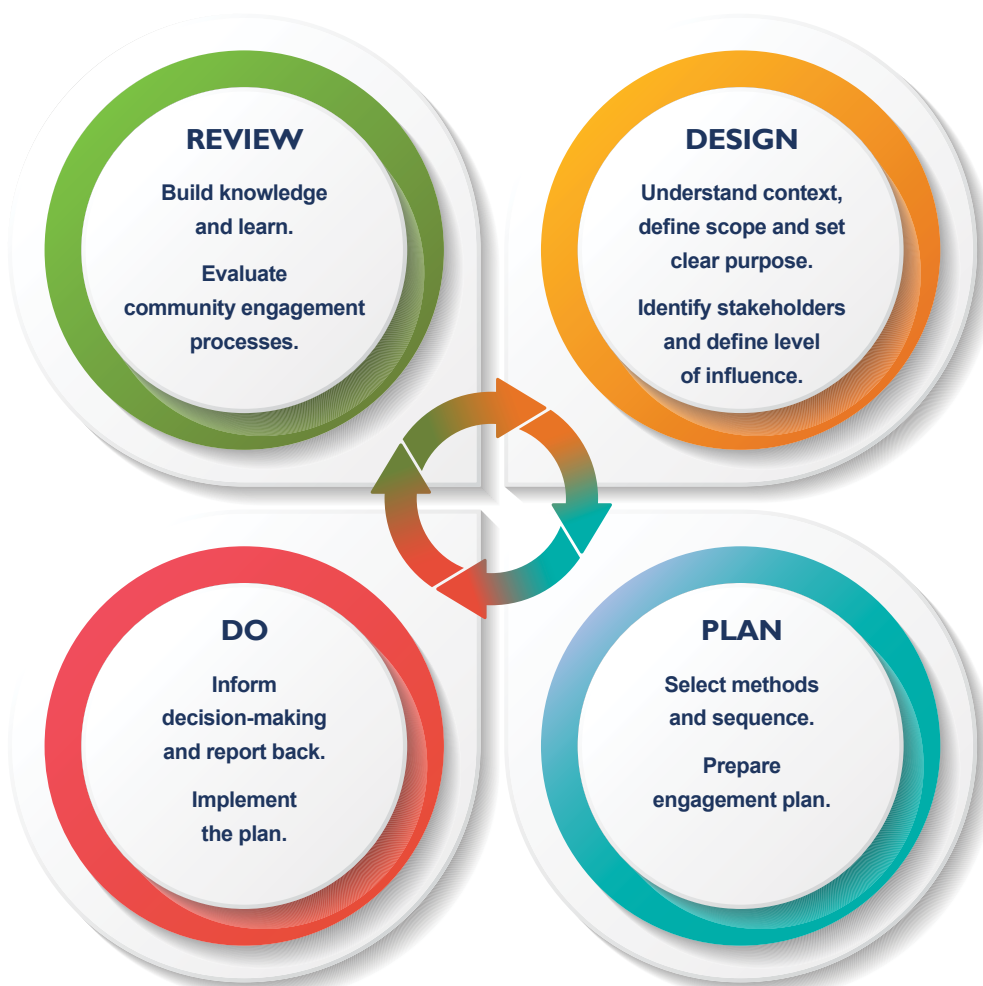 REVIEW
Build knowledge
and learn.
Evaluate
community engagement
processes.
DESIGN
Understand context,
define scope and set
clear purpose.
Identify stakeholders
and define level
of influence.
DO
Inform
decision-making
and report back.
Implement
the plan.
PLAN
Select methods
and sequence.
Prepare
engagement plan.